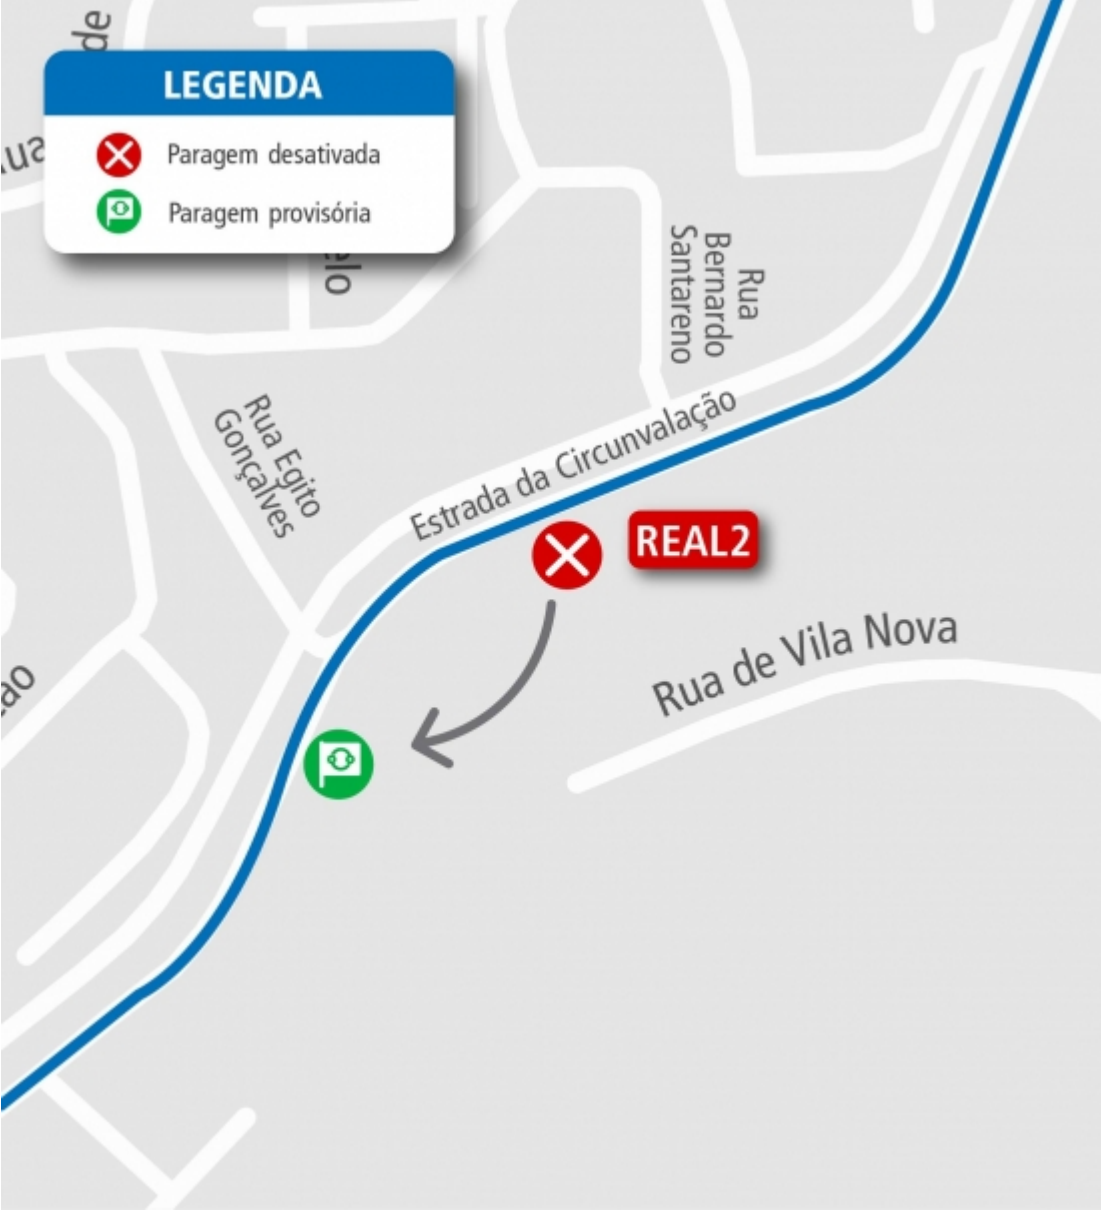 de
LEGENDA
Paragem desativada
Paragem provisória
Rua
Bernardo
Santareno
Rua Egito
Gonçalves
Estrada da Circunvalação
REAL2
Rua de Vila Nova